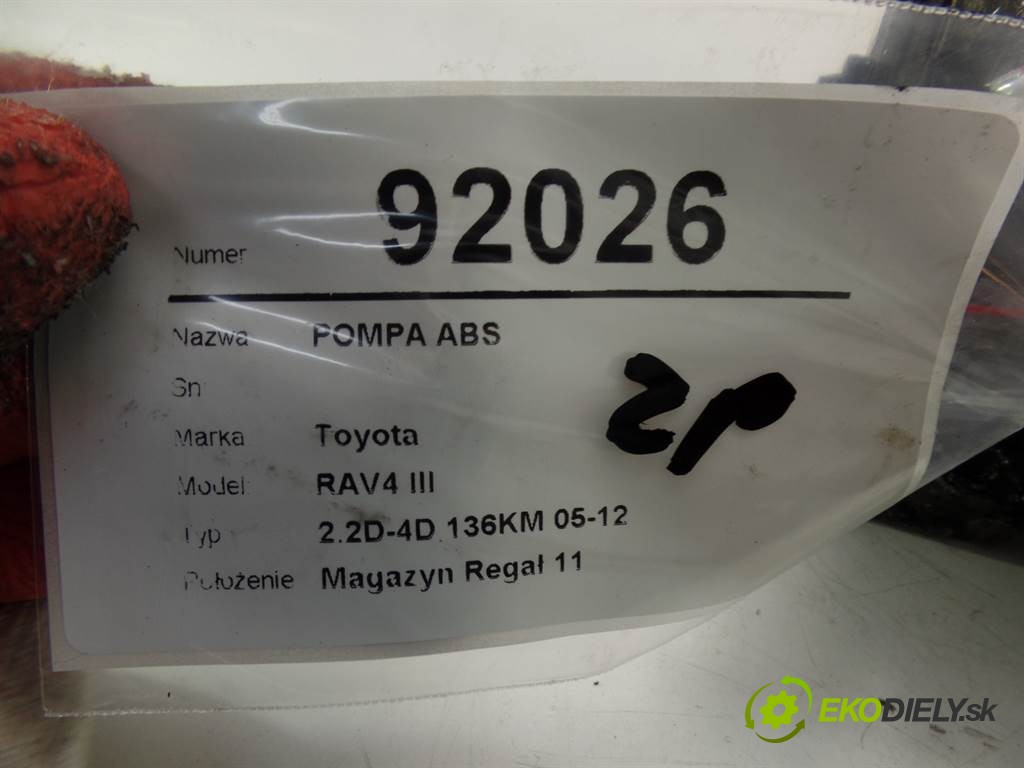 Numer 92026
Nazwa POMPA ABS
Sn
Marka Toyota
Model RAV4 III
Typ 2.2D-4D 136KM 05-12
Położenie Magazyn Regał 11
EKODIELY.sk